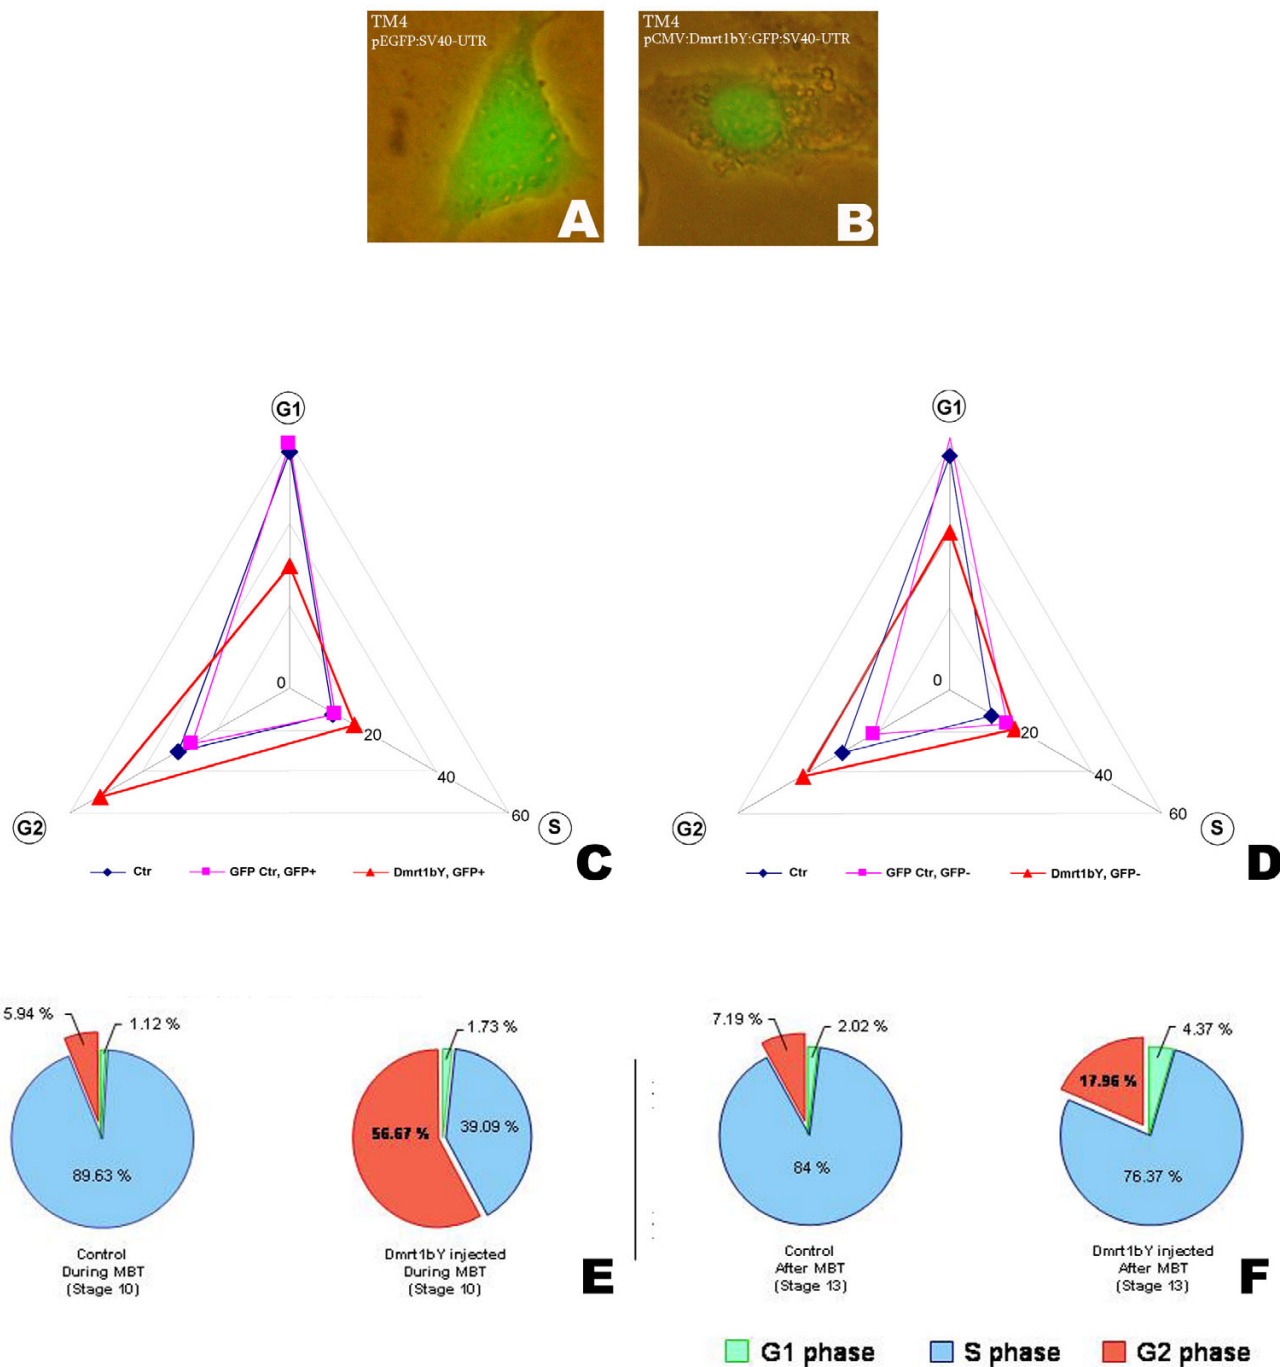 TM4
pEGFP:SV40-UTR
A
TM4
pCMV:Dmrt1bY:GFP:SV40-UTR
B
G1
0
20
40
60
G2
S
Ctr
GFP Ctr, GFP+
Dmrt1bY, GFP+
C
G1
0
20
40
60
G2
S
Ctr
GFP Ctr, GFP-
Dmrt1bY, GFP-
D
5.94 %
1.12 %
89.63 %
Control
During MBT
(Stage 10)
1.73 %
56.67 %
39.09 %
Dmrt1bY injected
During MBT
(Stage 10)
E
7.19 %
2.02 %
84 %
Control
After MBT
(Stage 13)
4.37 %
17.96 %
76.37 %
Dmrt1bY injected
After MBT
(Stage 13)
F
G1 phase
S phase
G2 phase